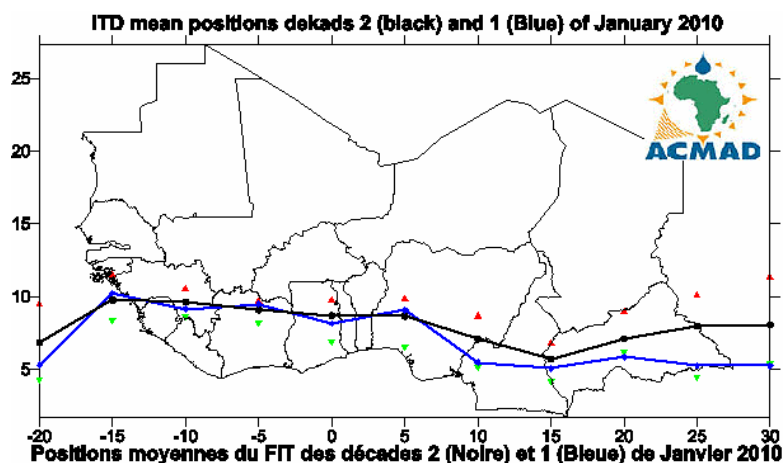 ITD mean positions dekads 2 (black) and 1 (Blue) of January 2010
25
20
15
10
5
ACMAD
-20 -15 -10 -5 0 5 10 15 20 25 30
Positions moyennes du FIT des décades 2 (Noire) et 1 (Bleue) de Janvier 2010